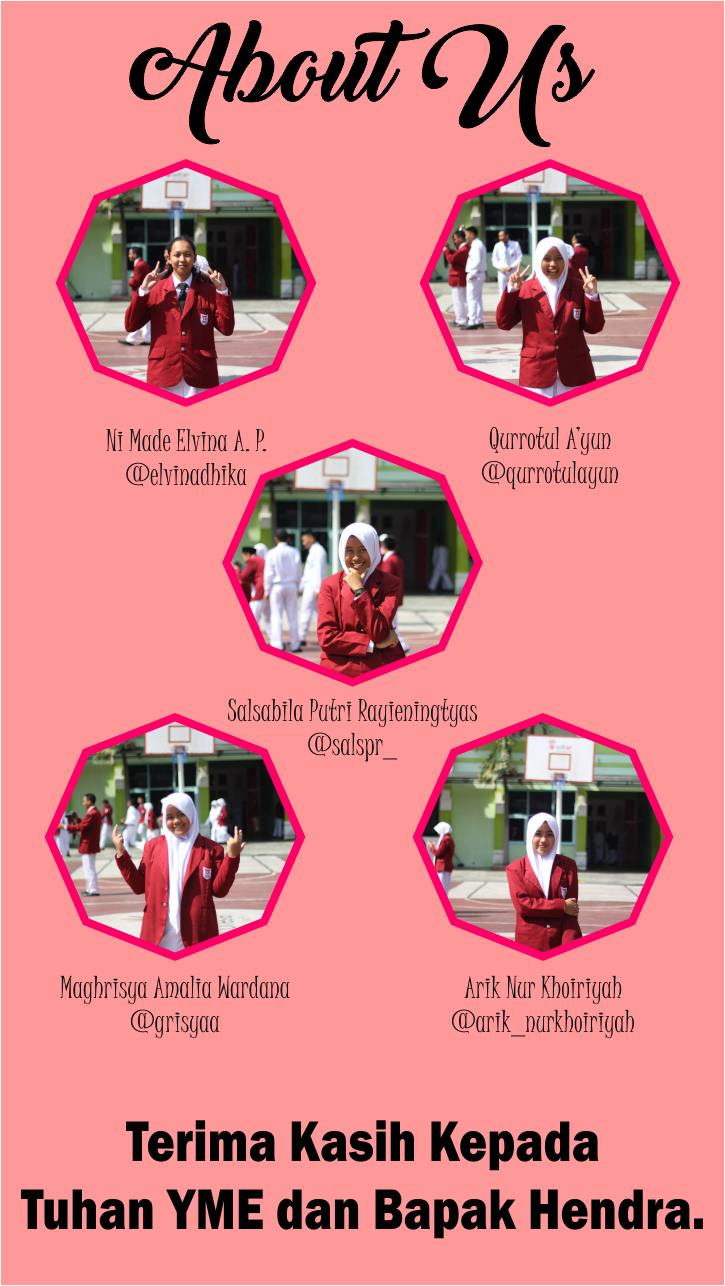 About Us
Ni Made Elvina A. P.
@elvinadhika
Qurrotul A'yun
@qurrotulayun
Salsabila Putri Rayieningtyas
@salspr_
Maghrisya Amalia Wardana
@grisyaa
Arik Nur Khoiriyah
@arik_nurkhoiriyah
Terima Kasih Kepada
Tuhan YME dan Bapak Hendra.